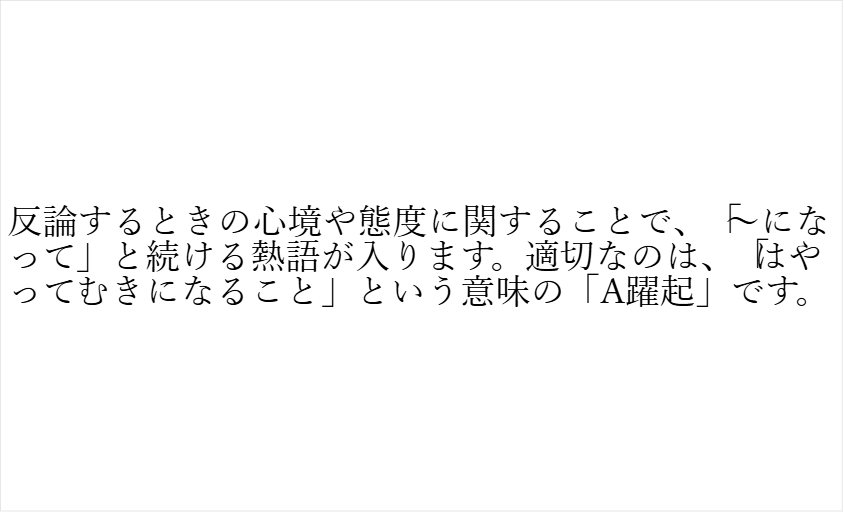 反論するときの心境や態度に関することで、「〜にな
って」と続ける熱語が入ります。適切なのは、「はや
ってむきになること」という意味の「A躍起」です。